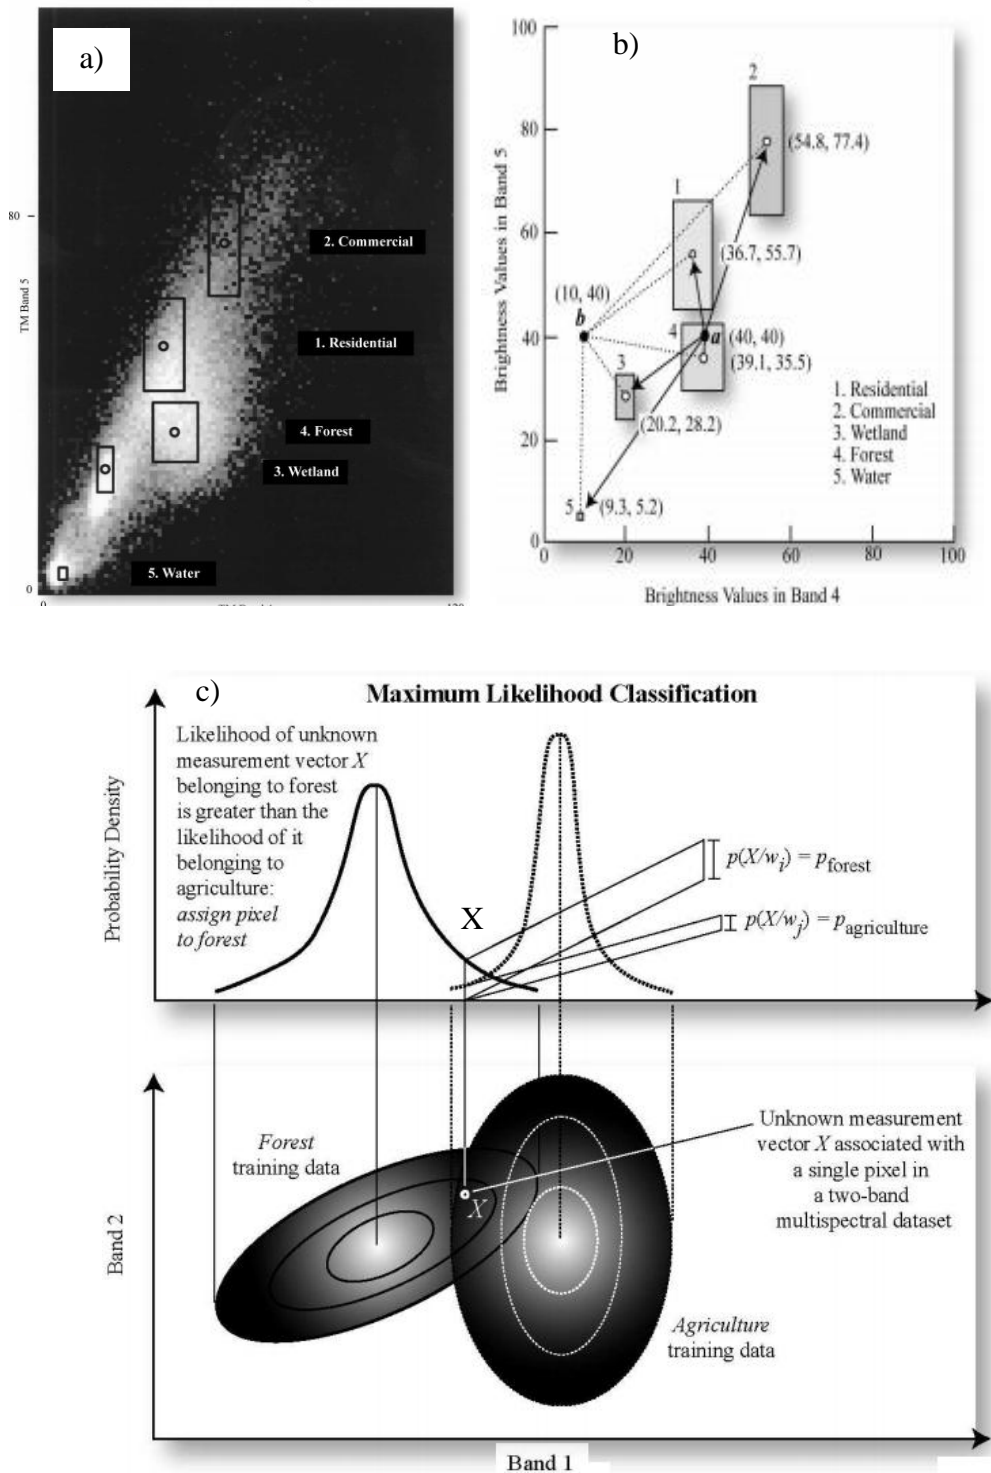 a)
80
TM Band 5
2. Commercial
1. Residential
4. Forest
3. Wetland
5. Water
0
0
120
b)
100
80
60
40
20
0
Brightness Values in Band 5
2
(54.8, 77.4)
1
(36.7, 55.7)
(10, 40)
b
4
a
(40, 40)
(39.1, 35.5)
3
(20.2, 28.2)
1. Residential
2. Commercial
3. Wetland
4. Forest
5. Water
5
(9.3, 5.2)
0
20
40
60
80
100
Brightness Values in Band 4
c)
Maximum Likelihood Classification
Probability Density
Likelihood of unknown
measurement vector X
belonging to forest
is greater than the
likelihood of it
belonging to
agriculture:
assign pixel
to forest
X
p(X/wi) = pforest
p(X/wj) = pagriculture
Band 2
Forest
training data
X
Unknown measurement
vector X associated with
a single pixel in
a two-band
multispectral dataset
Agriculture
training data
Band 1